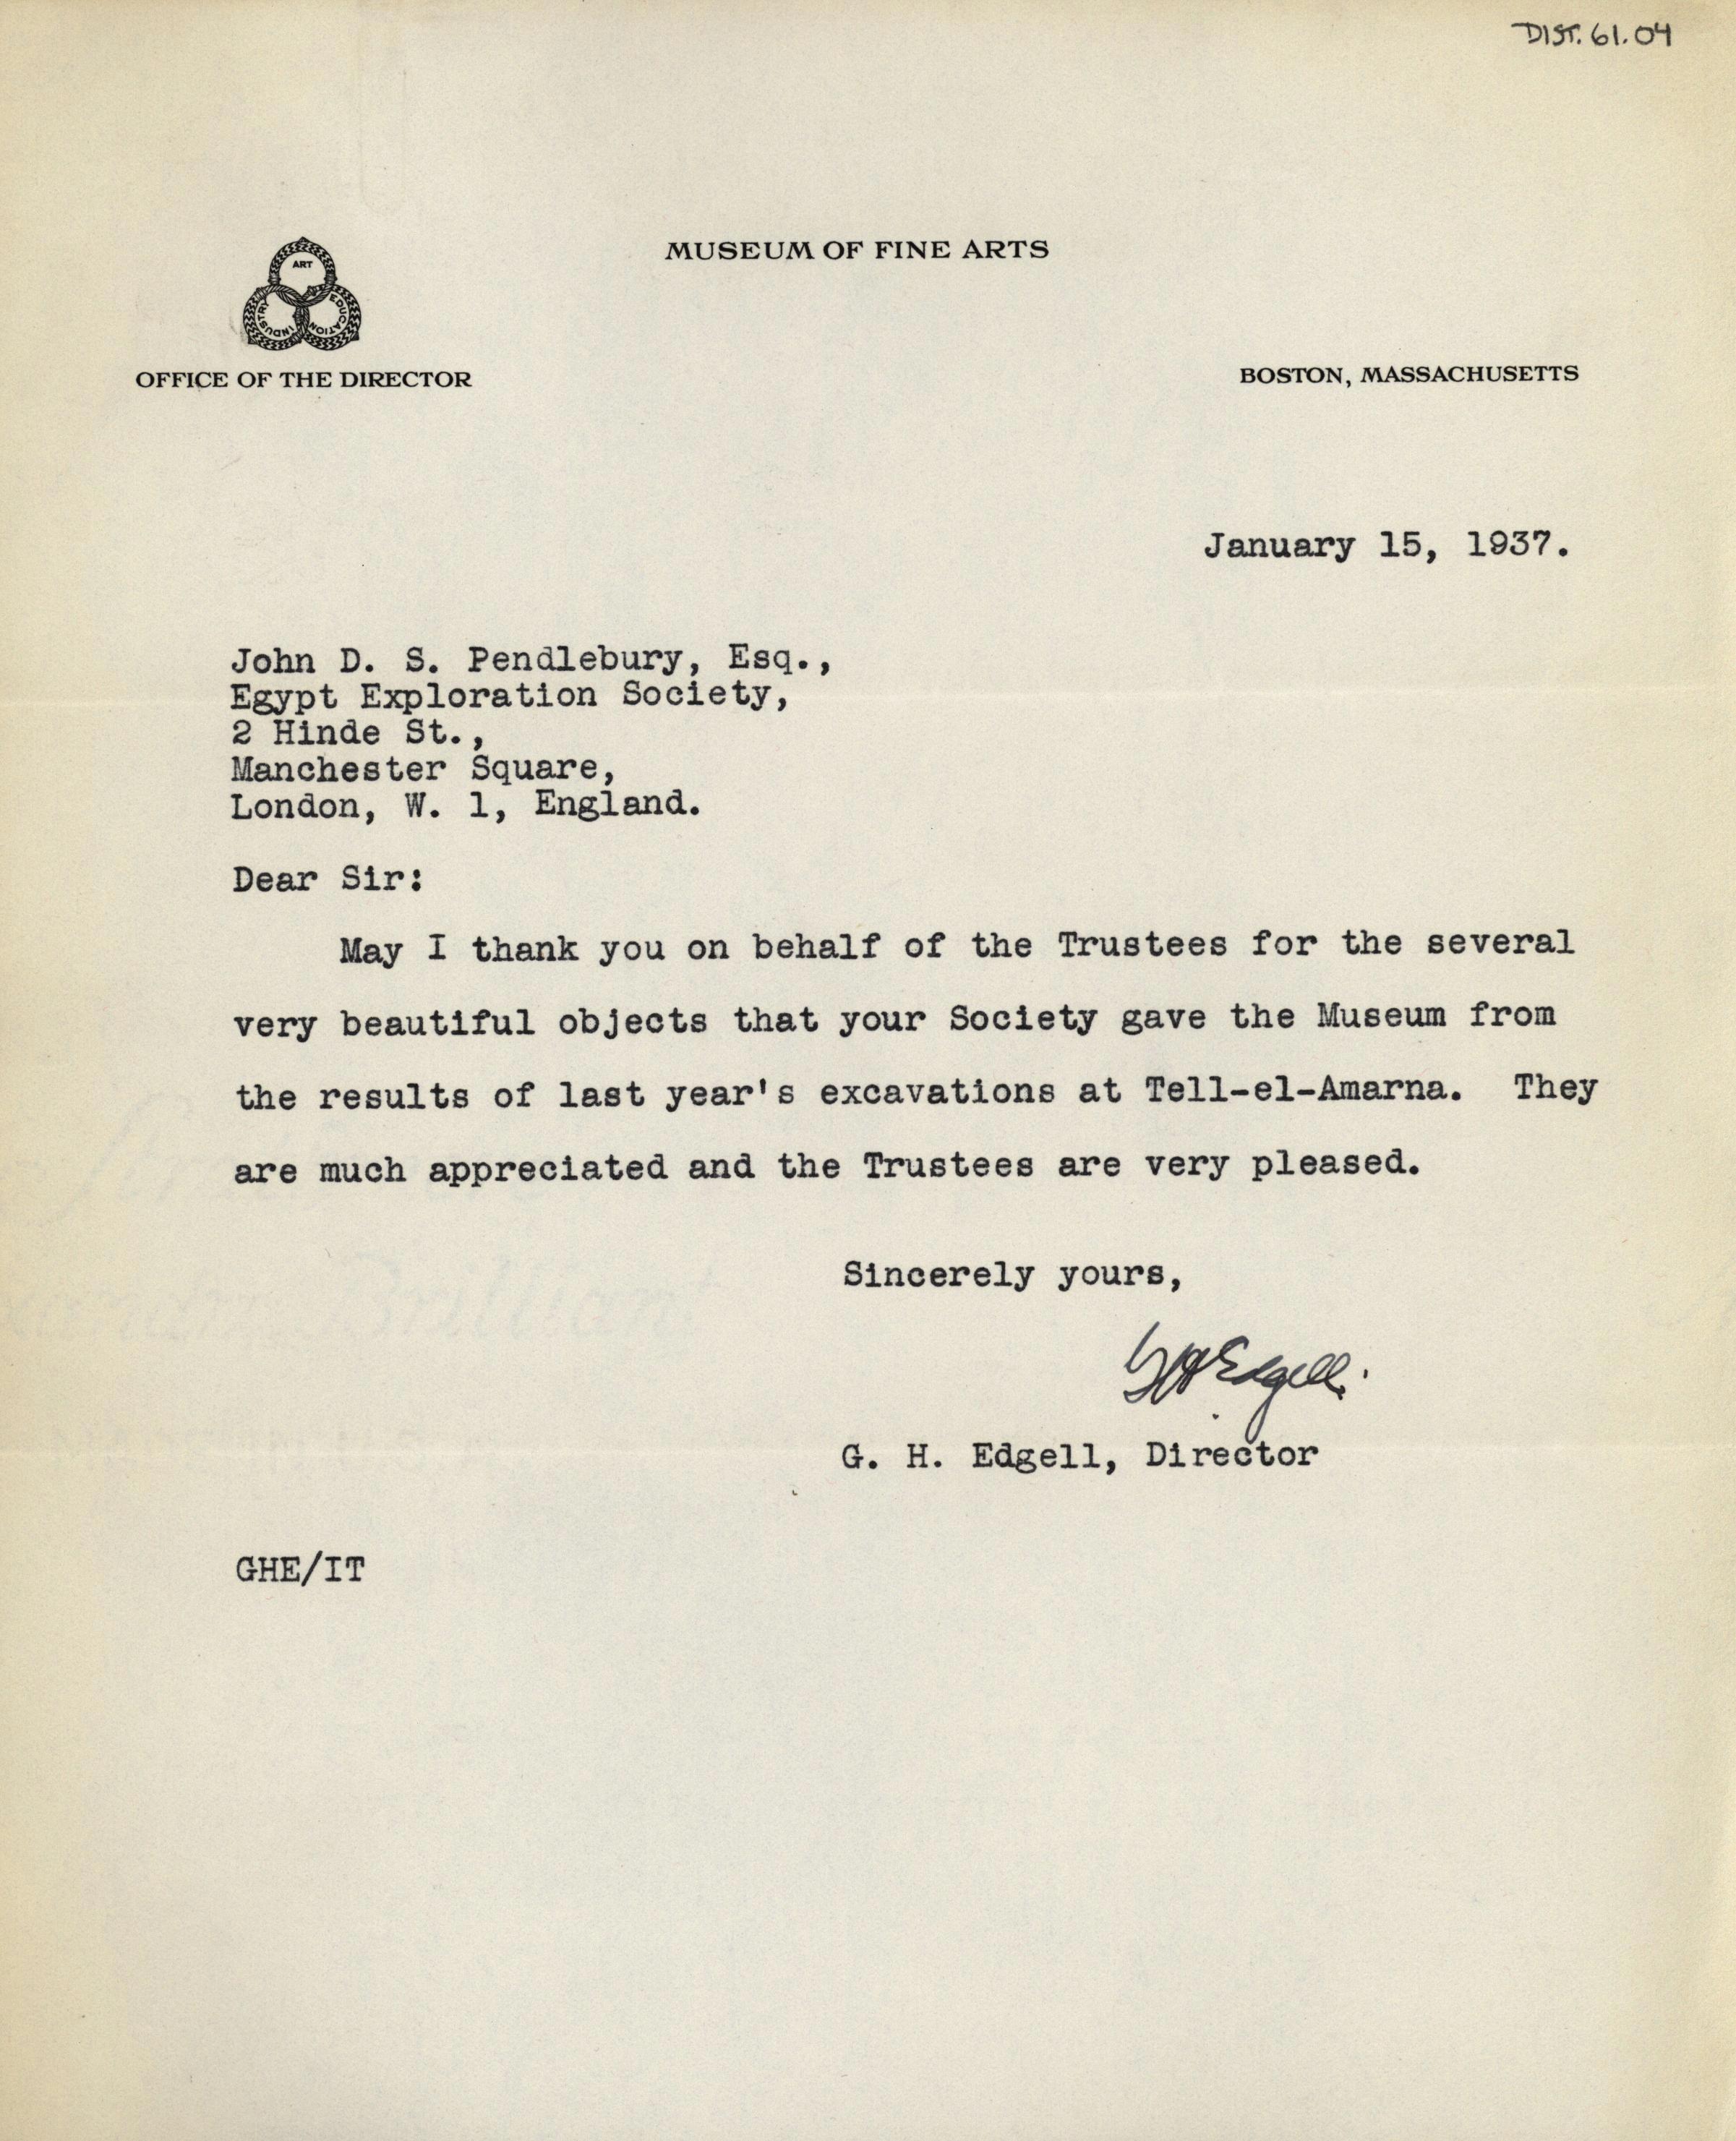 DIST. 61.04
MUSEUM OF FINE ARTS
ART
INDUSTRY
EDUCATION
OFFICE OF THE DIRECTOR
BOSTON, MASSACHUSETTS
January 15, 1937.
John D. S. Pendlebury, Esq.,
Egypt Exploration Society,
2 Hinde St.,
Manchester Square,
London, W. 1, England.
Dear Sir:
May I thank you on behalf of the Trustees for the several
very beautiful objects that your Society gave the Museum from
the results of last year's excavations at Tell-el-Amarna. They
are much appreciated and the Trustees are very pleased.
Sincerely yours,
GHEdgell.
G. H. Edgell, Director
GHE/IT